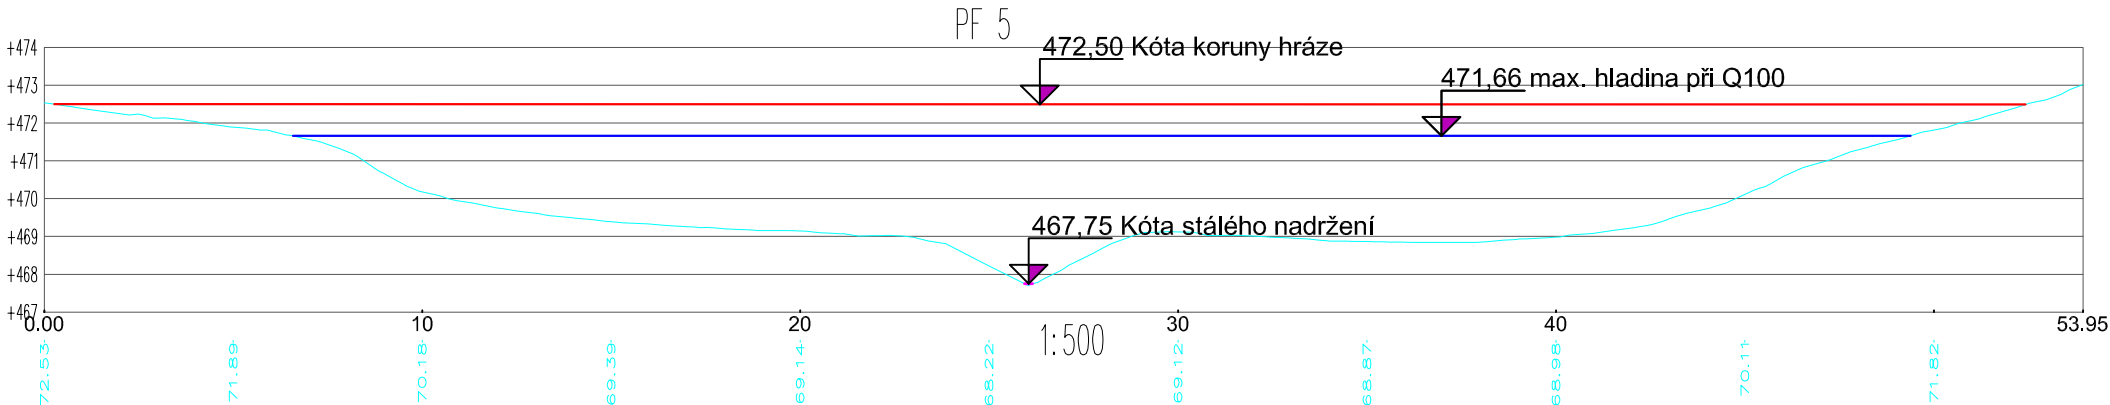 PF 5
+474
472,50 Kóta koruny hráze
+473
471,66 max. hladina při Q100
+472
+471
+470
+469
467,75 Kóta stálého nadržení
+468
+467
0.00 10 20 30 40 53.95
1:500
72.53 71.89 70.18 69.39 69.14 68.22 69.12 68.87 68.98 70.11 71.82